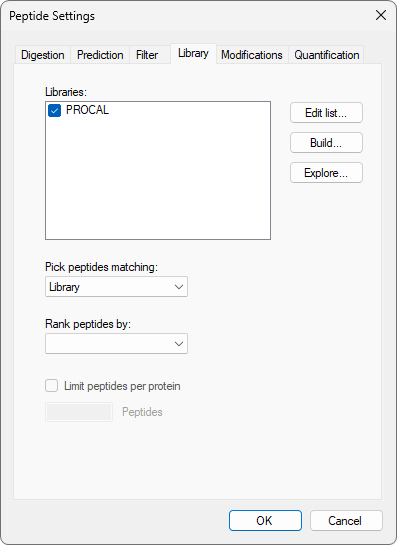 Peptide Settings
Digestion Prediction Filter Library Modifications Quantification
Libraries:
PROCAL
Edit list...
Build...
Explore...
Pick peptides matching:
Library
Rank peptides by:
Limit peptides per protein
Peptides
OK Cancel